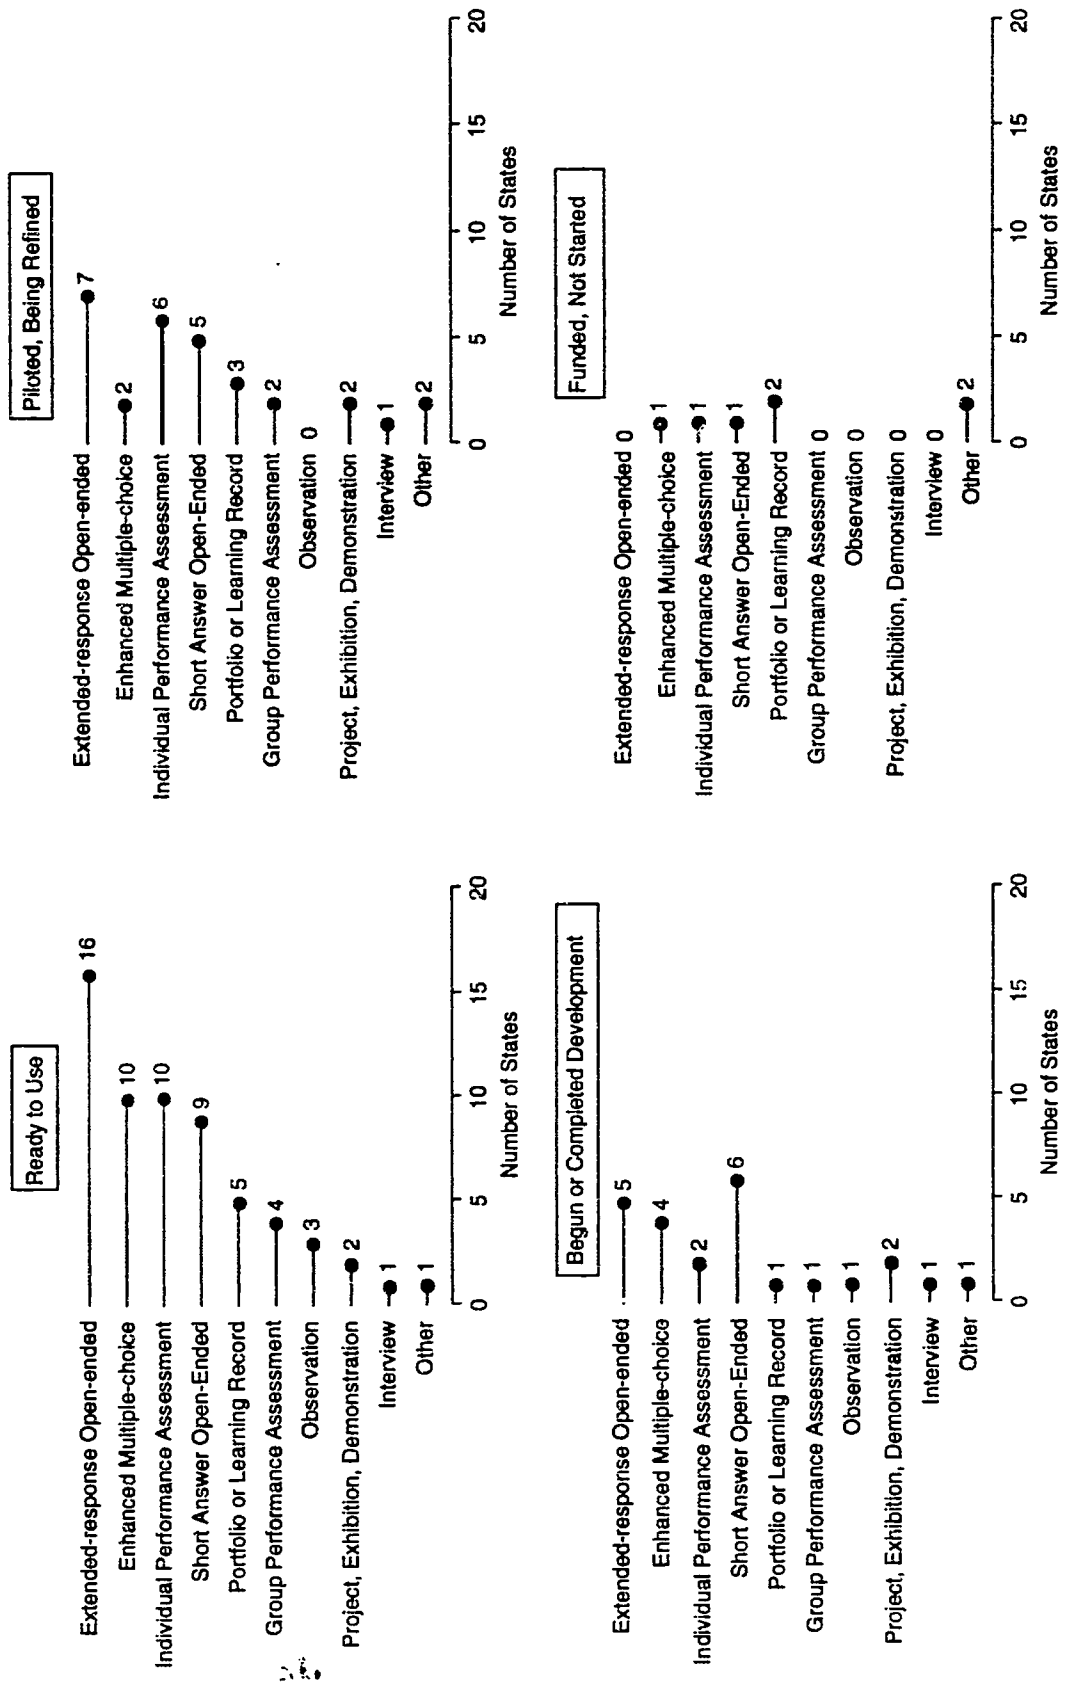 Ready to Use
Extended-response Open-ended 16
Enhanced Multiple-choice 10
Individual Performance Assessment 10
Short Answer Open-Ended 9
Portfolio or Learning Record 5
Group Performance Assessment 4
Observation 3
Project, Exhibition, Demonstration 2
Interview 1
Other 1
0 5 10 15 20
Number of States
Piloted, Being Refined
Extended-response Open-ended 7
Enhanced Multiple-choice 2
Individual Performance Assessment 6
Short Answer Open-Ended 5
Portfolio or Learning Record 3
Group Performance Assessment 2
Observation 0
Project, Exhibition, Demonstration 2
Interview 1
Other 2
0 5 10 15 20
Number of States
Begun or Completed Development
Extended-response Open-ended 5
Enhanced Multiple-choice 4
Individual Performance Assessment 2
Short Answer Open-Ended 6
Portfolio or Learning Record 1
Group Performance Assessment 1
Observation 1
Project, Exhibition, Demonstration 2
Interview 1
Other 1
0 5 10 15 20
Number of States
Funded, Not Started
Extended-response Open-ended 0
Enhanced Multiple-choice 1
Individual Performance Assessment 1
Short Answer Open-Ended 1
Portfolio or Learning Record 2
Group Performance Assessment 0
Observation 0
Project, Exhibition, Demonstration 0
Interview 0
Other 2
0 5 10 15 20
Number of States